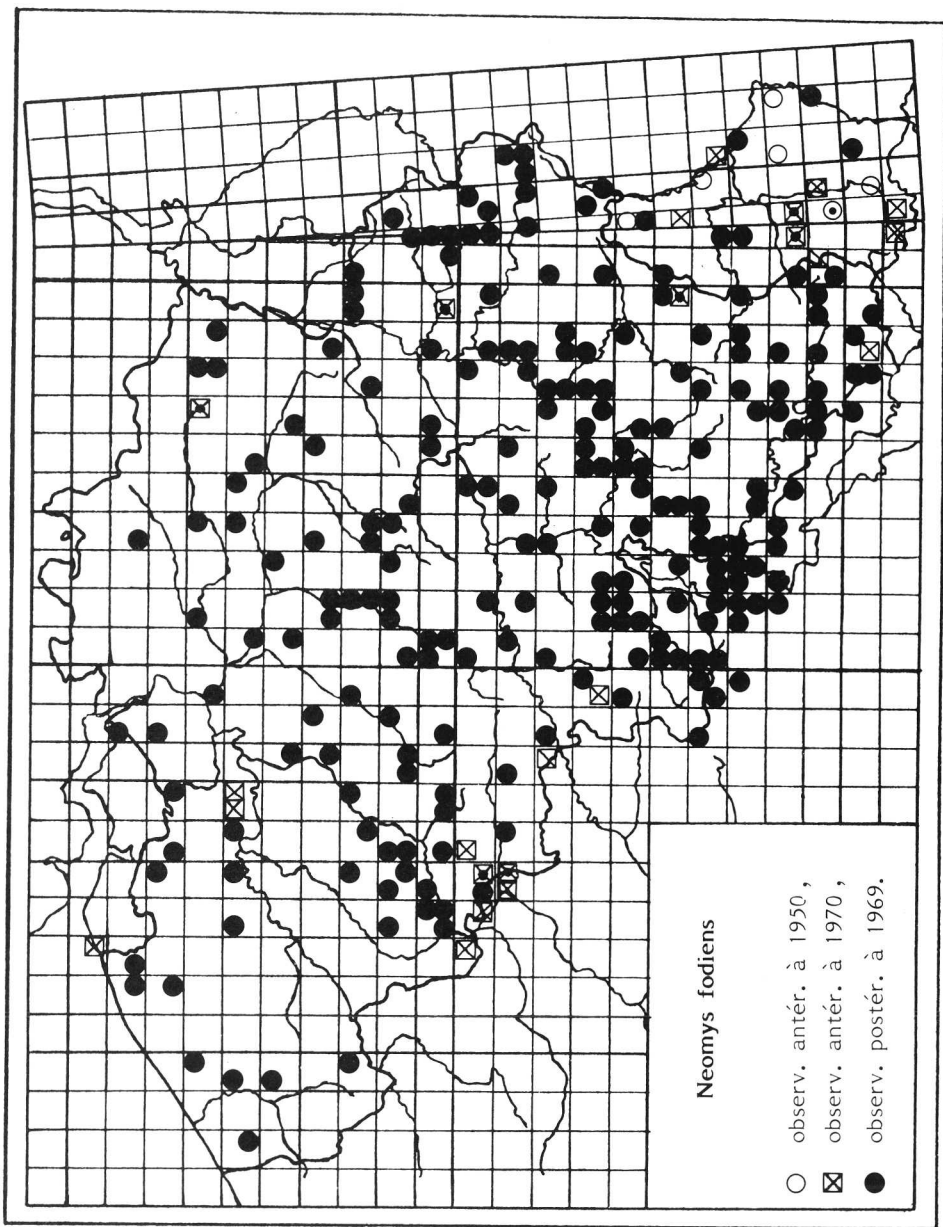 Neomys fodiens
observ. antér. à 1950,
observ. antér. à 1970,
observ. postér. à 1969.